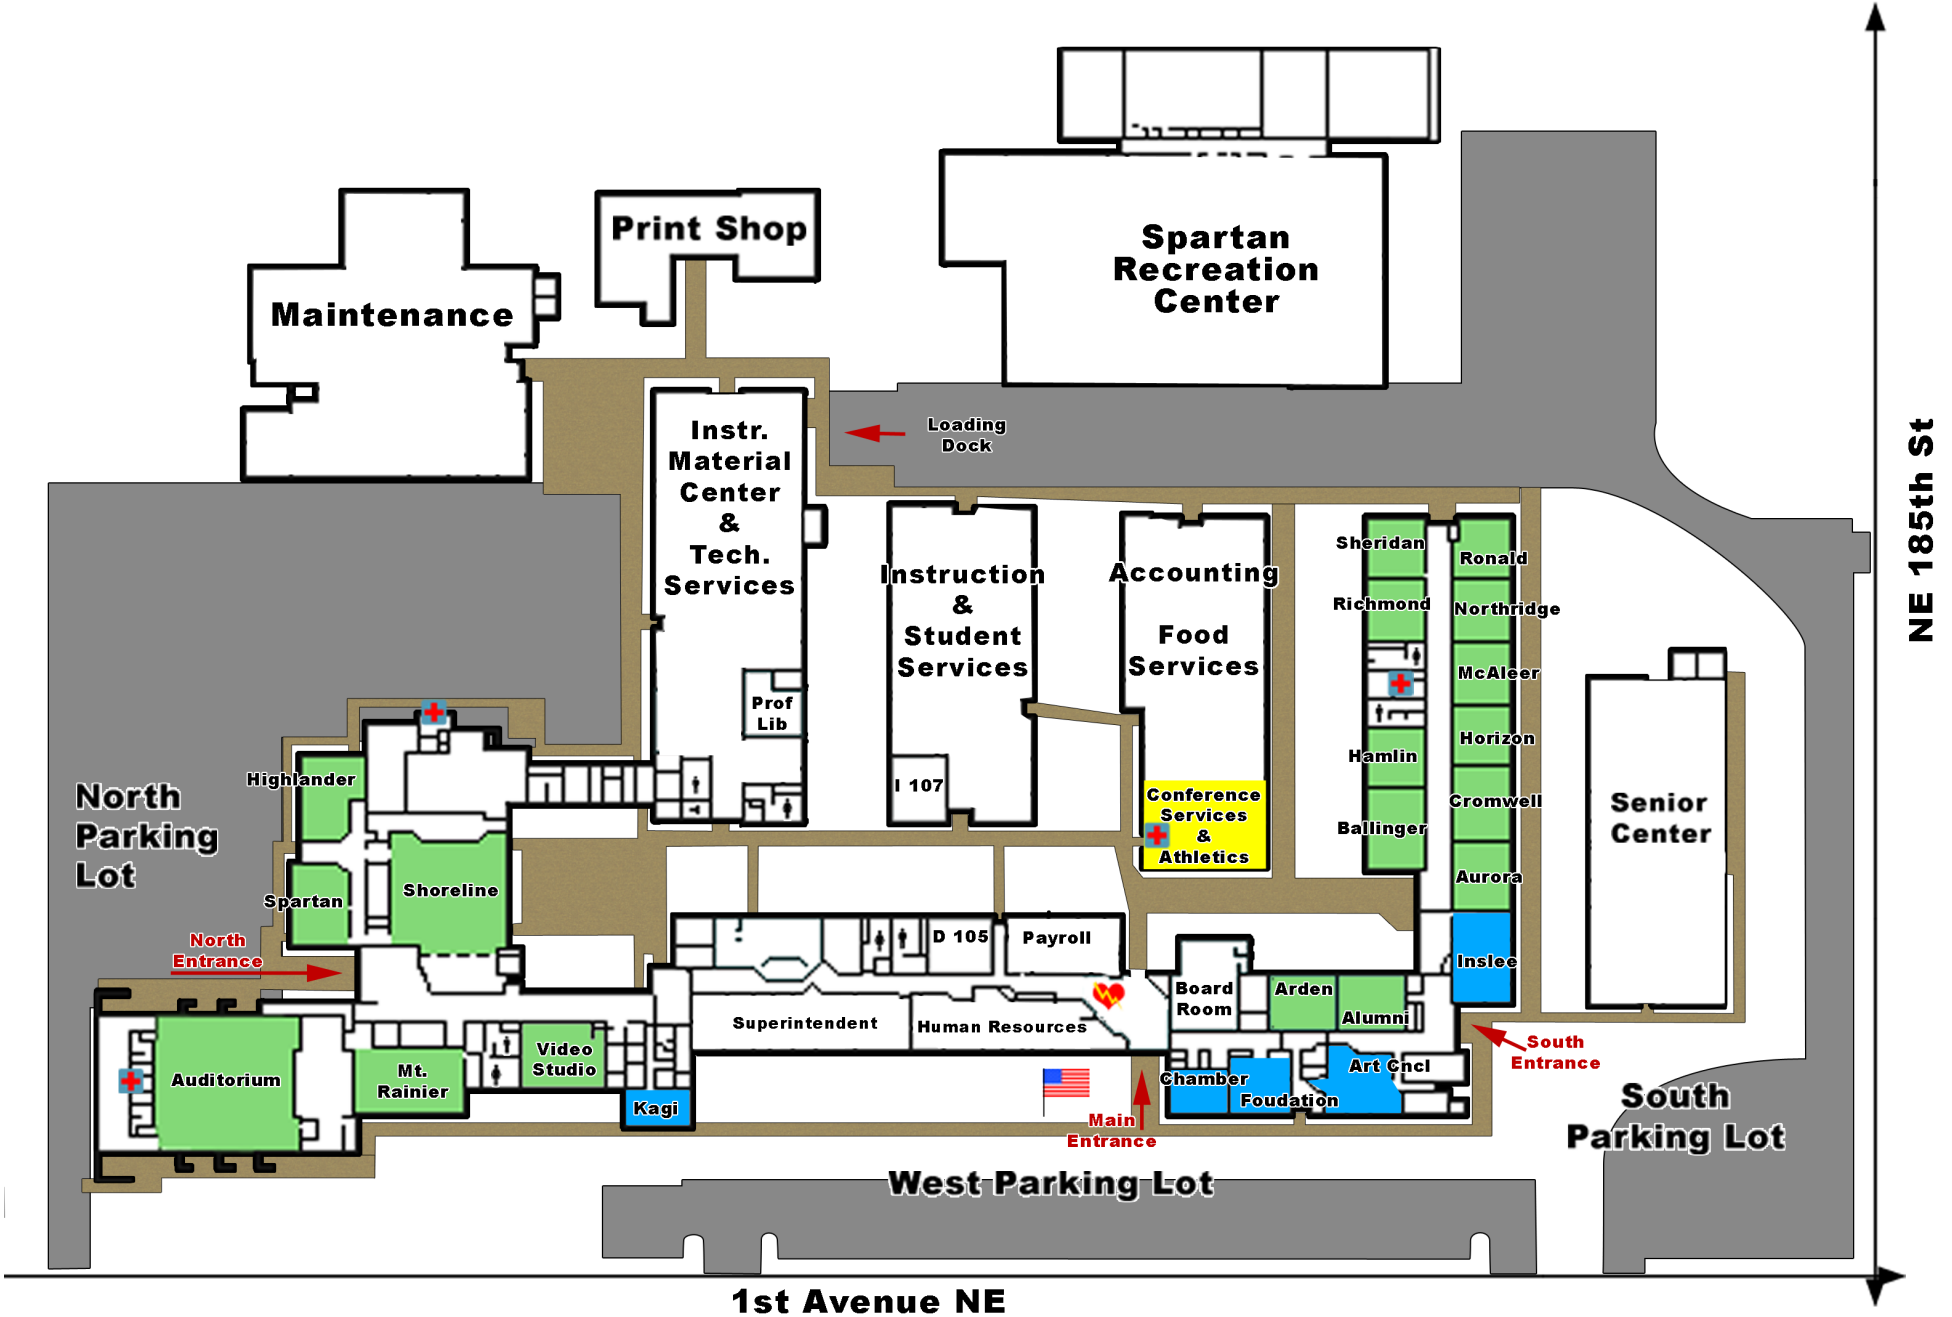 Print Shop
Spartan
Recreation
Center
Maintenance
Loading
Dock
Instr.
Material
Center
&
Tech.
Services
Prof
Lib
Instruction
&
Student
Services
I 107
Accounting
Food
Services
Conference
Services
&
Athletics
Sheridan
Richmond
Hamlin
Ballinger
Ronald
Northridge
McAleer
Horizon
Cromwell
Aurora
Inslee
Senior
Center
NE 185th St
North
Parking
Lot
Highlander
Spartan
Shoreline
North
Entrance
Auditorium
Mt.
Rainier
Video
Studio
Kagi
D 105
Payroll
Superintendent
Human Resources
Board
Room
Arden
Alumni
Chamber
Foudation
Art Cncl
South
Entrance
Main
Entrance
South
Parking Lot
West Parking Lot
1st Avenue NE